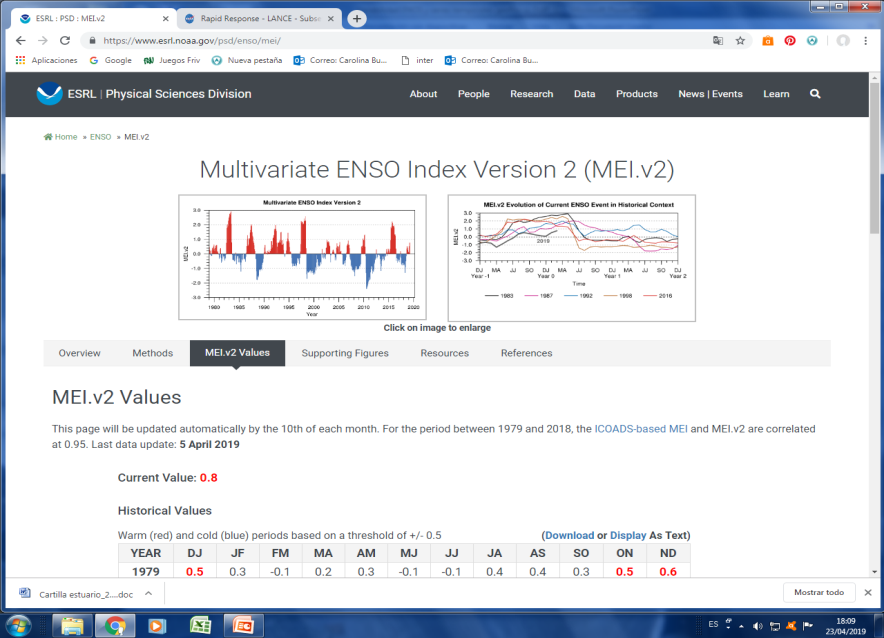 ESRL : PSD : MEI.v2
Rapid Response - LANCE - Subse
https://www.esrl.noaa.gov/psd/enso/mei/
Aplicaciones Google Juegos Friv Nueva pestaña Correo: Carolina Bu... inter Correo: Carolina Bu...
ESRL | Physical Sciences Division About People Research Data Products News | Events Learn
Home » ENSO » MEI.v2
Multivariate ENSO Index Version 2 (MEI.v2)
Multivariate ENSO Index Version 2
3.0
2.0
1.0
0.0
-1.0
-2.0
-3.0
MEI.v2
1980 1985 1990 1995 2000 2005 2010 2015 2020
Year
MEI.v2 Evolution of Current ENSO Event in Historical Context
3.0
2.0
1.0
0.0
-1.0
-2.0
-3.0
MEI.v2
2019
DJ MA JJ SO DJ MA JJ SO DJ MA JJ SO DJ
Year -1 Year 0 Year 1 Year 2
Time
1983 1987 1992 1998 2016
Click on image to enlarge
Overview Methods MEI.v2 Values Supporting Figures Resources References
MEI.v2 Values
This page will be updated automatically by the 10th of each month. For the period between 1979 and 2018, the ICOADS-based MEI and MEI.v2 are correlated
at 0.95. Last data update: 5 April 2019
Current Value: 0.8
Historical Values
Warm (red) and cold (blue) periods based on a threshold of +/- 0.5 (Download or Display As Text)
YEAR DJ JF FM MA AM MJ JJ JA AS SO ON ND
1979 0.5 0.3 -0.1 0.2 0.3 -0.1 -0.1 0.4 0.4 0.3 0.5 0.6
Cartilla estuario_2....doc Mostrar todo
ES 18:09
23/04/2019